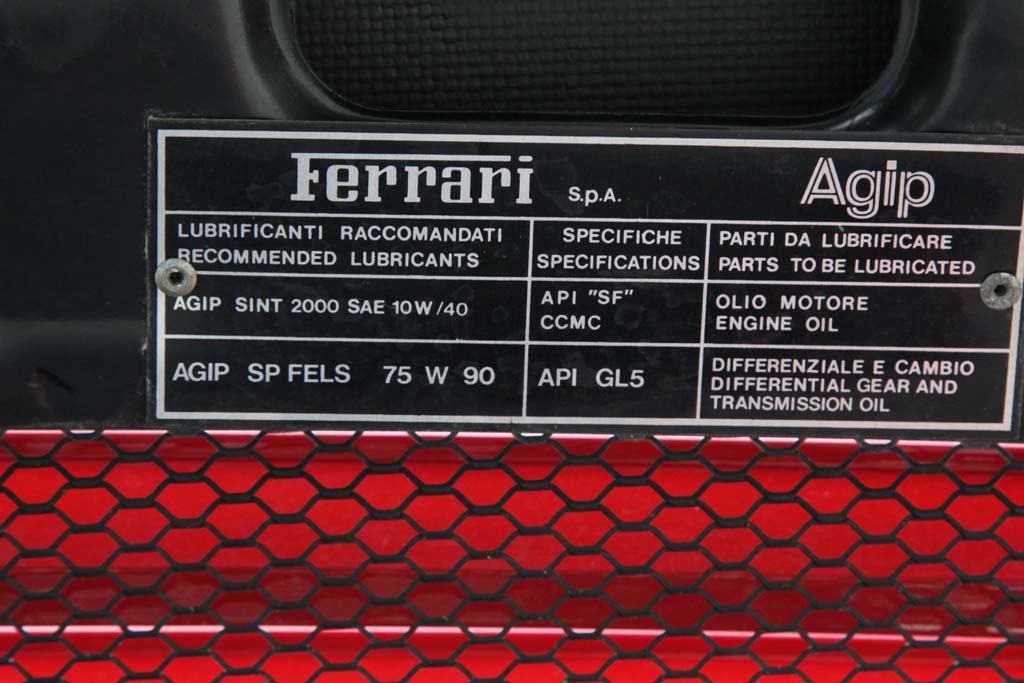 Ferrari S.p.A. Agip
LUBRIFICANTI RACCOMANDATI
RECOMMENDED LUBRICANTS
SPECIFICHE
SPECIFICATIONS
PARTI DA LUBRIFICARE
PARTS TO BE LUBRICATED
AGIP SINT 2000 SAE 10W/40
API "SF"
CCMC
OLIO MOTORE
ENGINE OIL
AGIP SP FELS 75 W 90
API GL5
DIFFERENZIALE E CAMBIO
DIFFERENTIAL GEAR AND
TRANSMISSION OIL